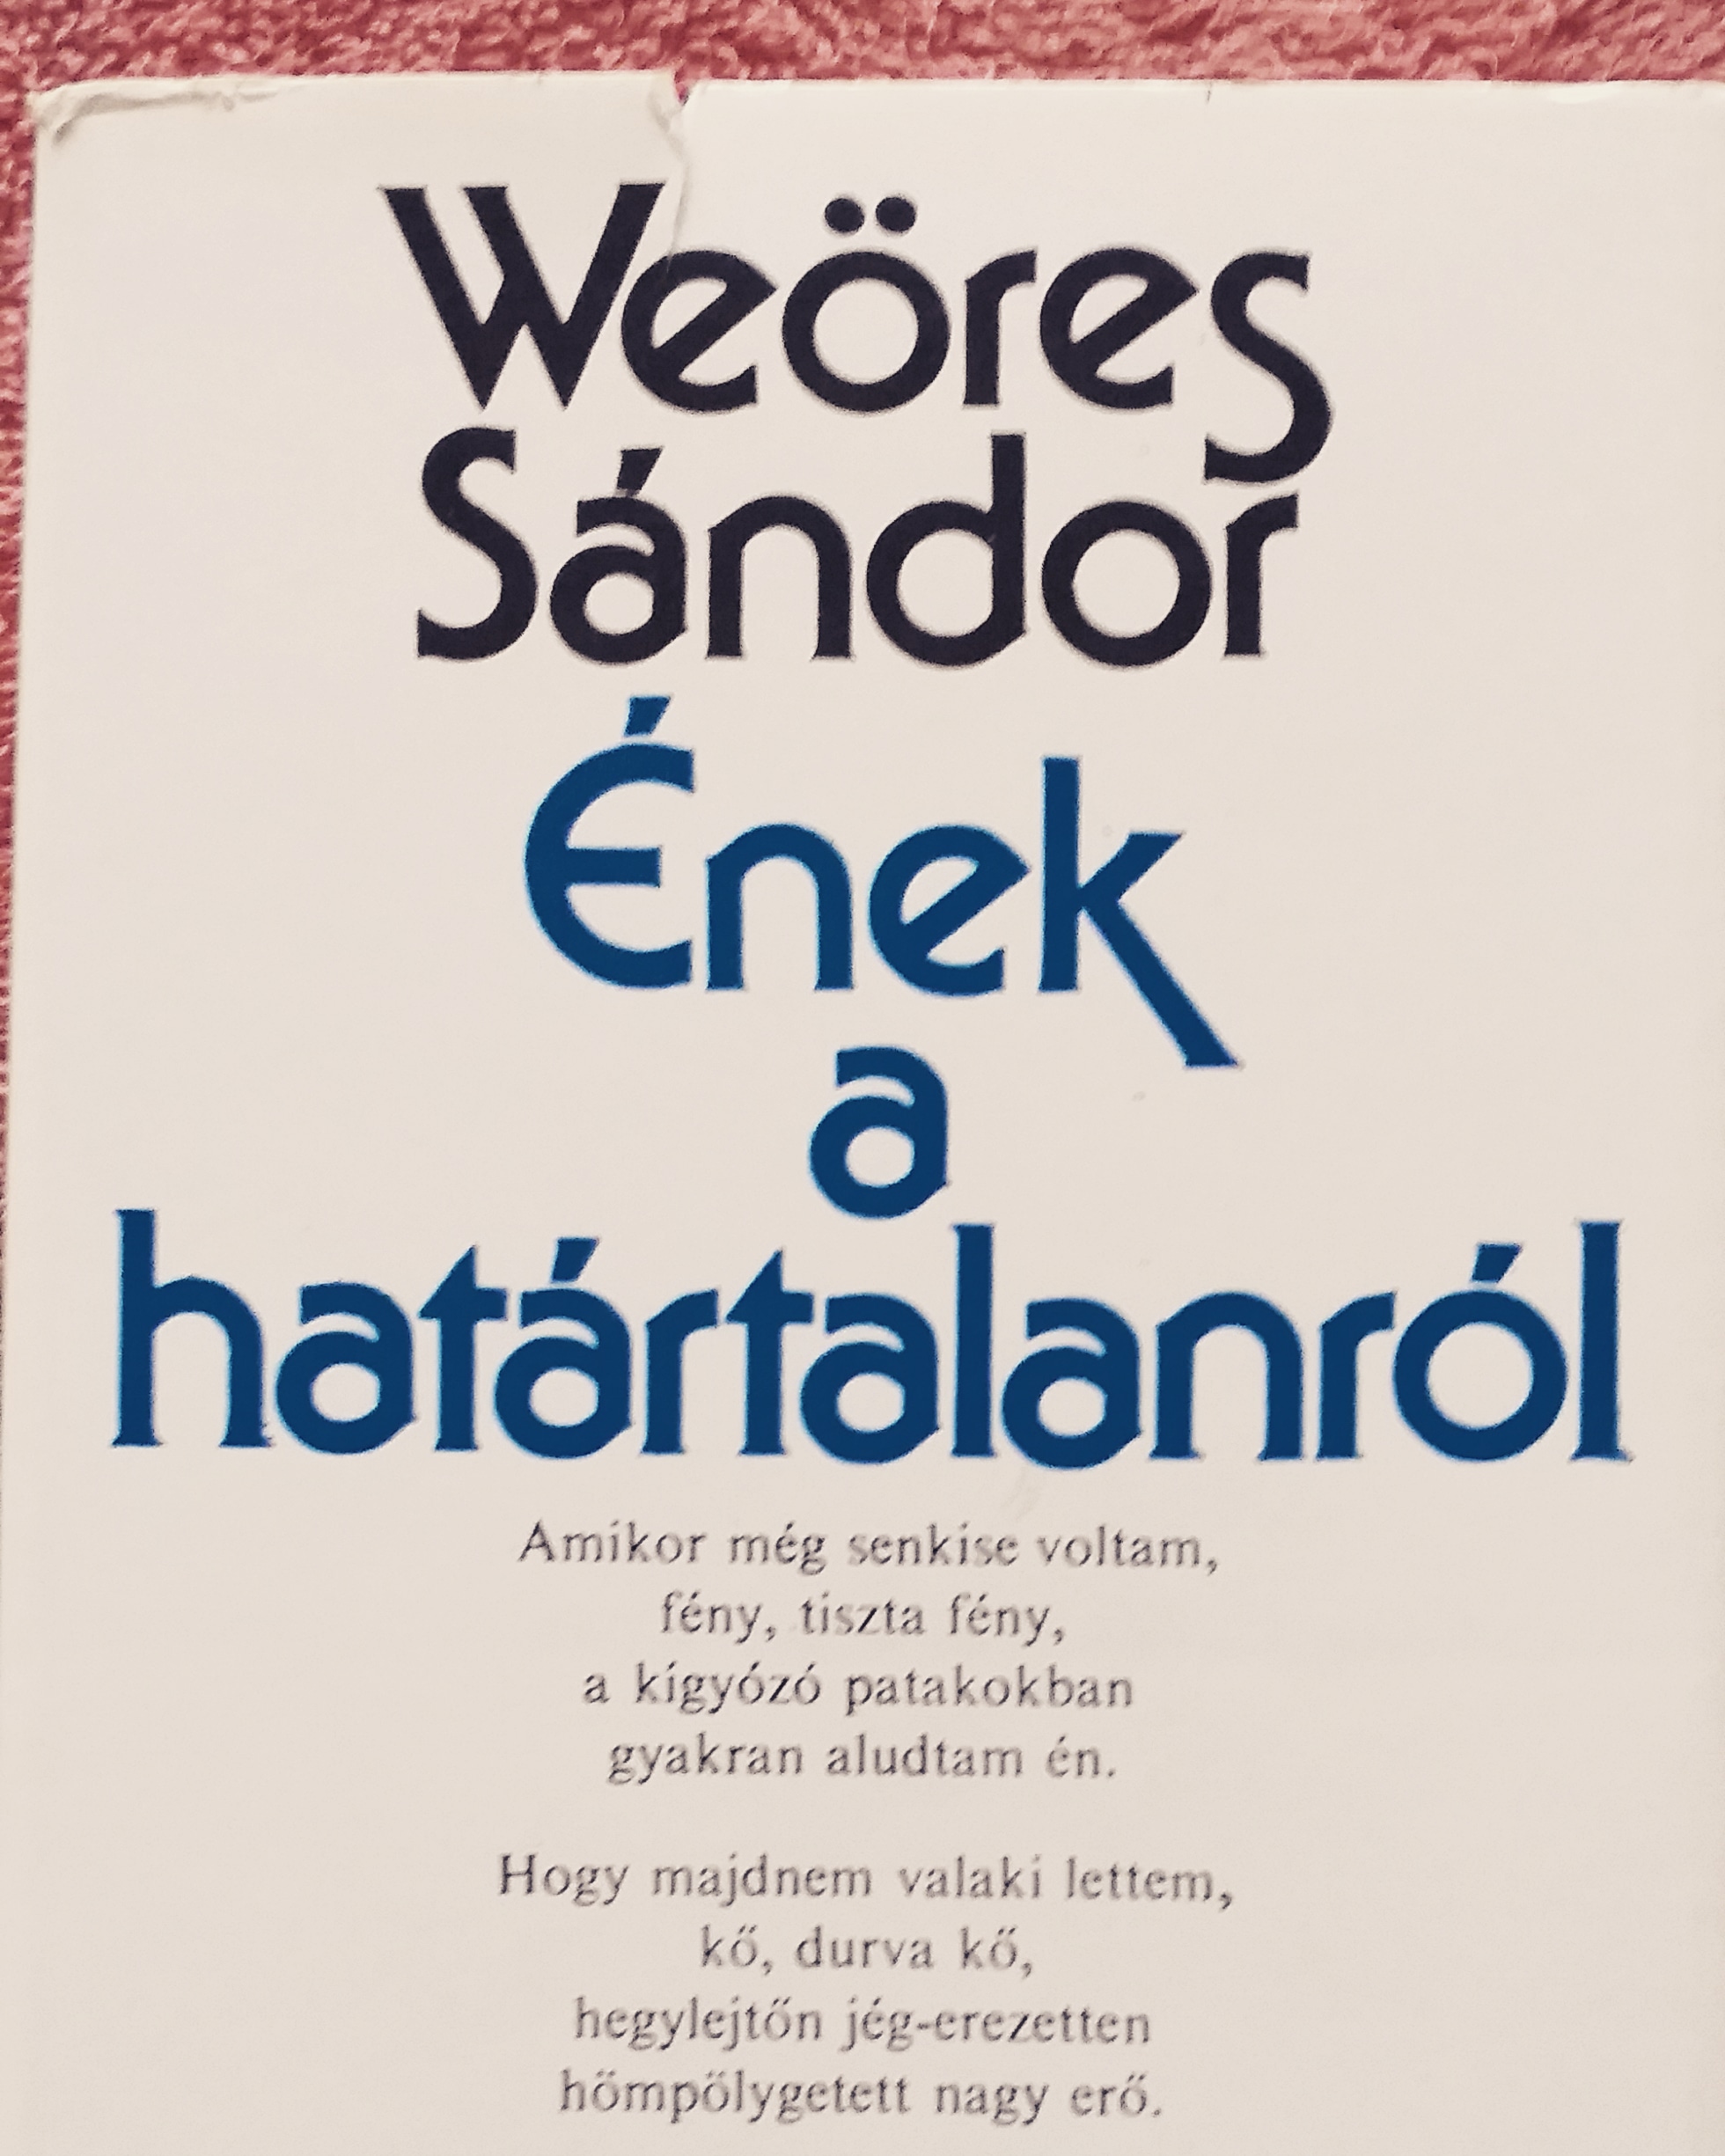 Weöres
Sándor
Ének
a
határtalanról
Amikor még senkise voltam,
fény, tiszta fény,
a kígyózó patakokban
gyakran aludtam én.
Hogy majdnem valaki lettem,
kő, durva kő,
hegylejtőn jég-erezetten
hömpölygetett nagy erő.